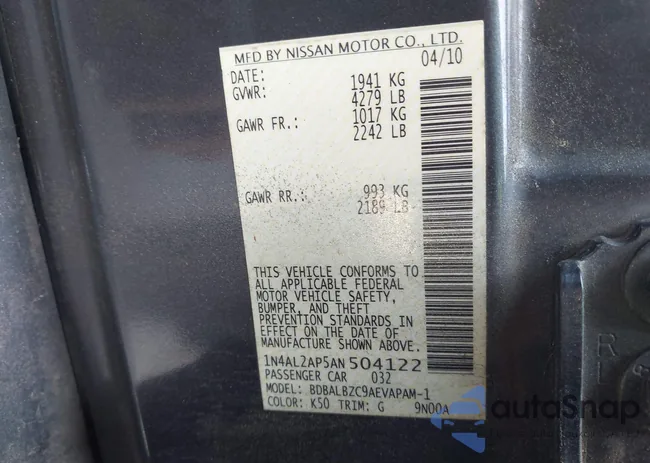 MFD BY NISSAN MOTOR CO., LTD.
DATE: 04/10
GVWR: 1941 KG
4279 LB
GAWR FR.: 1017 KG
2242 LB
GAWR RR.: 993 KG
2189 LB
THIS VEHICLE CONFORMS TO
ALL APPLICABLE FEDERAL
MOTOR VEHICLE SAFETY,
BUMPER, AND THEFT
PREVENTION STANDARDS IN
EFFECT ON THE DATE OF
MANUFACTURE SHOWN ABOVE.
1N4AL2AP5AN504122
PASSENGER CAR 032
MODEL: BDBALBZC9AEVAPAM-1
COLOR: K50 TRIM: G 9N00A
R
autoSnap